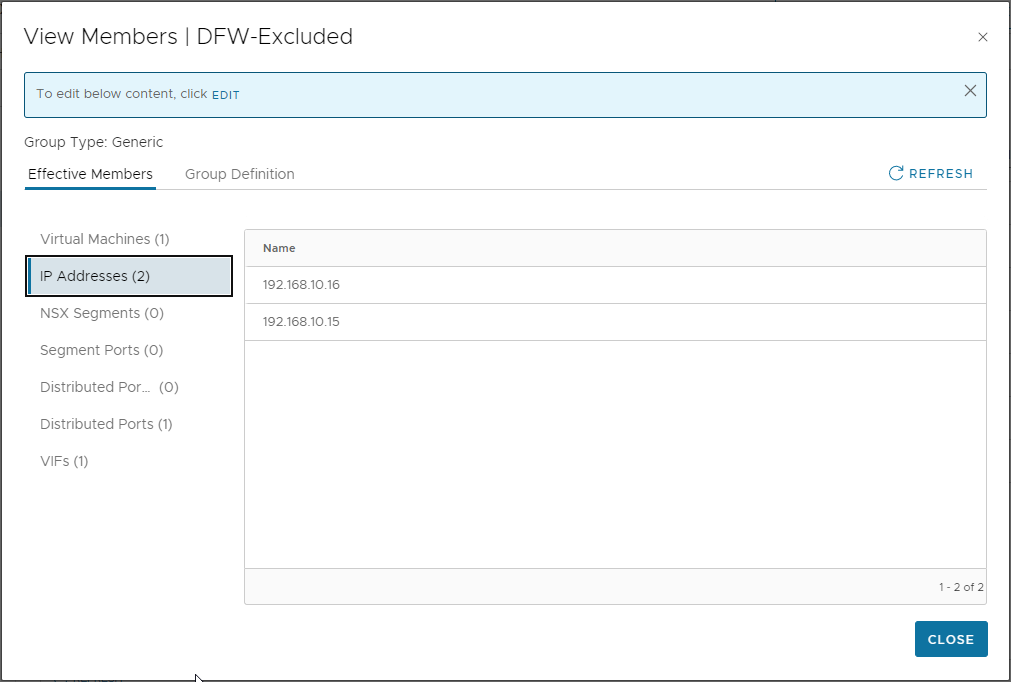 View Members | DFW-Excluded
To edit below content, click EDIT
Group Type: Generic
Effective Members
Group Definition
REFRESH
Virtual Machines (1)
IP Addresses (2)
NSX Segments (0)
Segment Ports (0)
Distributed Por... (0)
Distributed Ports (1)
VIFs (1)
Name
192.168.10.16
192.168.10.15
1 - 2 of 2
CLOSE